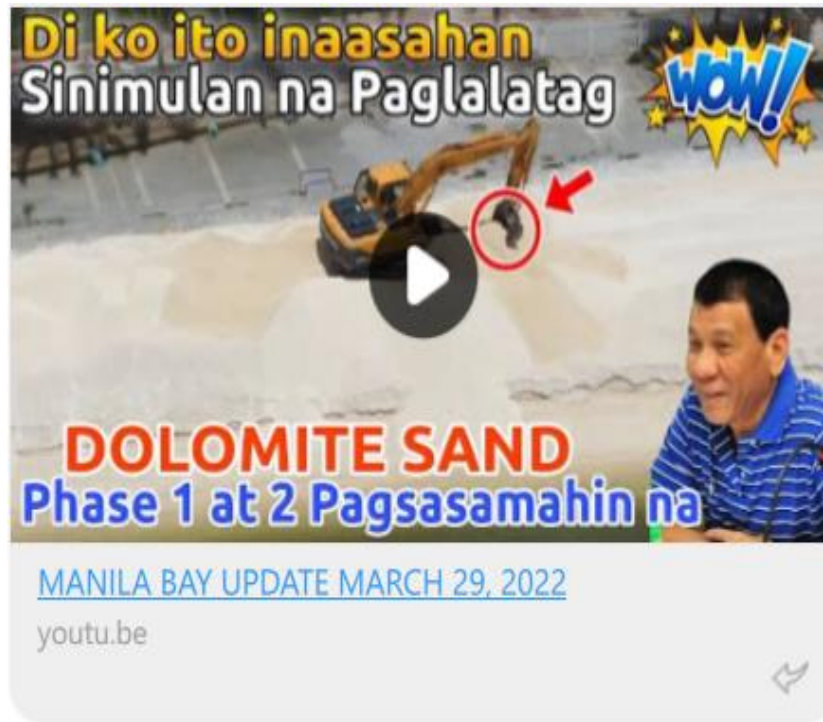 Di ko ito inaasahan
Sinimulan na Paglalatag
WOW!
DOLOMITE SAND
Phase 1 at 2 Pagsasamahin na
MANILA BAY UPDATE MARCH 29, 2022
youtu.be